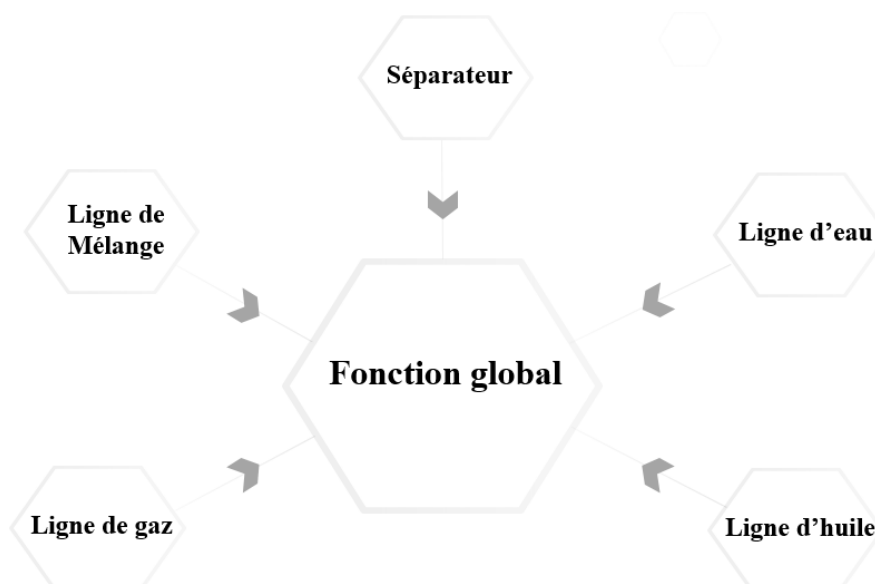 Séparateur
Ligne de
Mélange
Ligne d’eau
Fonction global
Ligne de gaz
Ligne d’huile